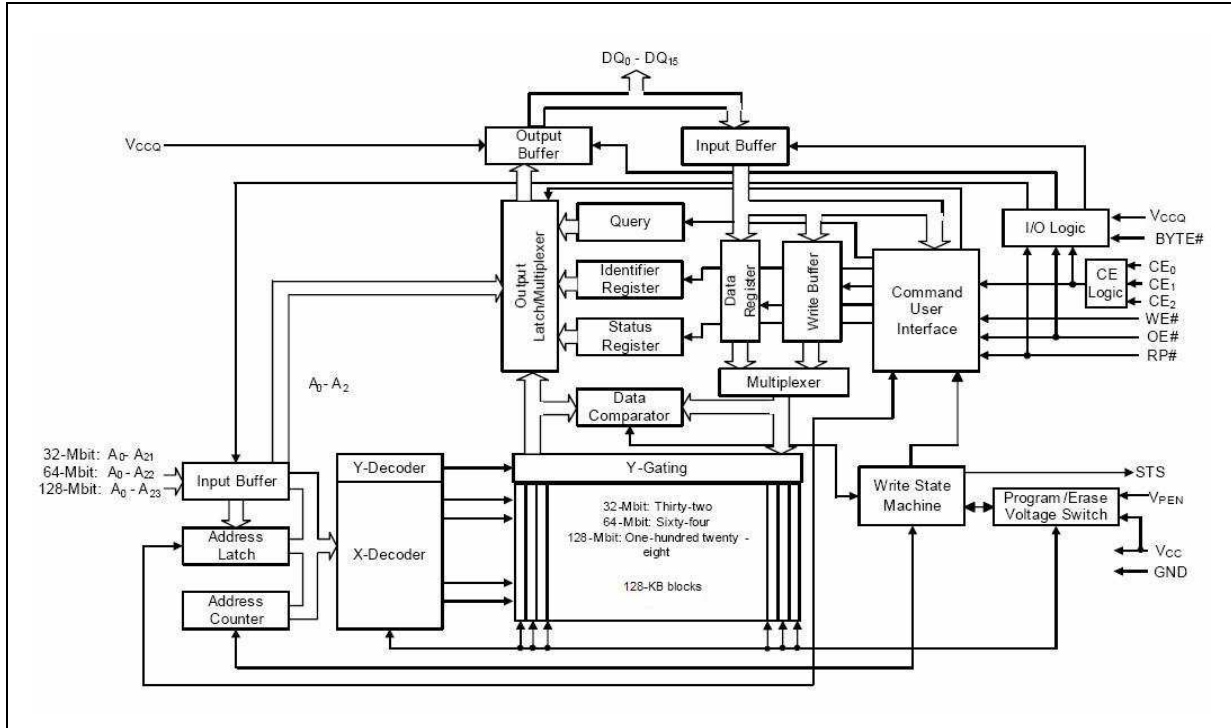 DQ0 - DQ15
VCCQ
Output
Buffer
Input Buffer
Output
Latch/Multiplexer
Query
Identifier
Register
Status
Register
Data
Register
Write Buffer
Command
User
Interface
I/O Logic
VCCQ
BYTE#
CE
Logic
CE0
CE1
CE2
WE#
OE#
RP#
A0- A2
Multiplexer
Data
Comparator
32-Mbit: A0- A21
64-Mbit: A0 - A22
128-Mbit: A0 - A23
Input Buffer
Y-Decoder
Y-Gating
Address
Latch
X-Decoder
Address
Counter
32-Mbit: Thirty-two
64-Mbit: Sixty-four
128-Mbit: One-hundred twenty -
eight
128-KB blocks
Write State
Machine
STS
Program /Erase
Voltage Switch
VPEN
VCC
GND